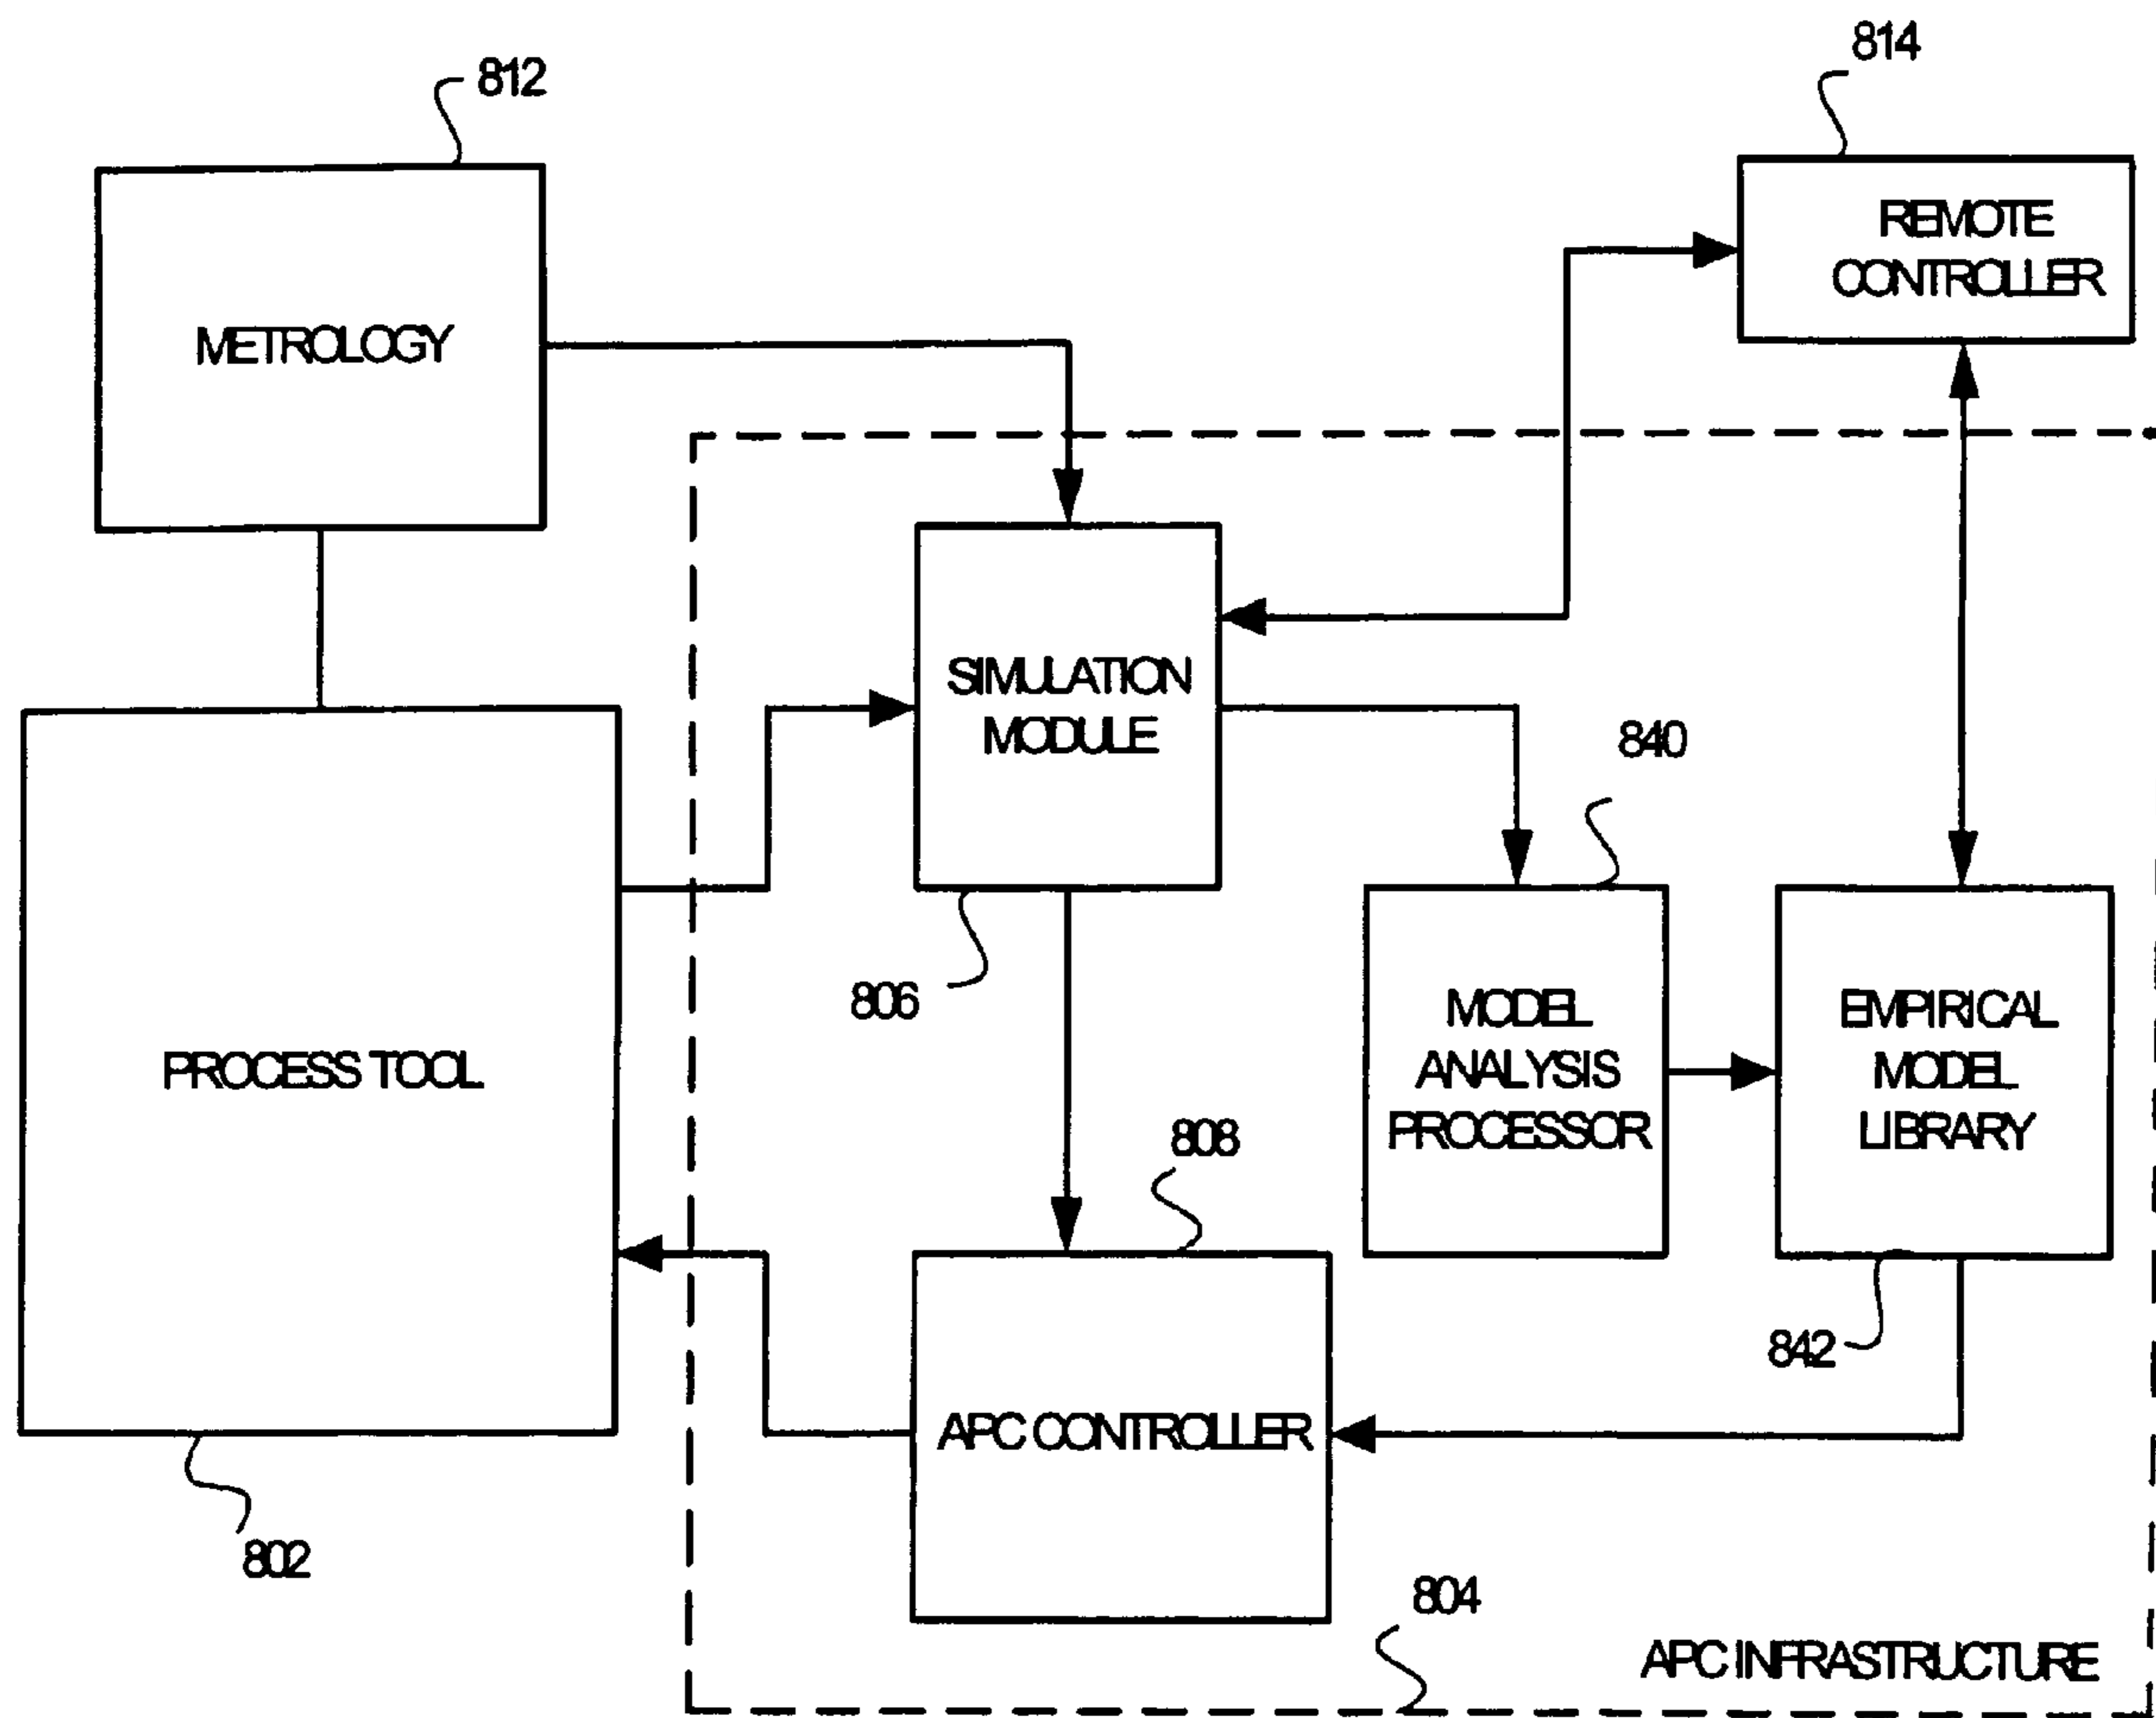 812
814
METROLOGY
REMOTE
CONTROLLER
SIMULATION
MODULE
840
806
PROCESS TOOL
MODEL
ANALYSIS
PROCESSOR
EMPIRICAL
MODEL
LIBRARY
808
842
APC CONTROLLER
802
804
APC INFRASTRUCTURE